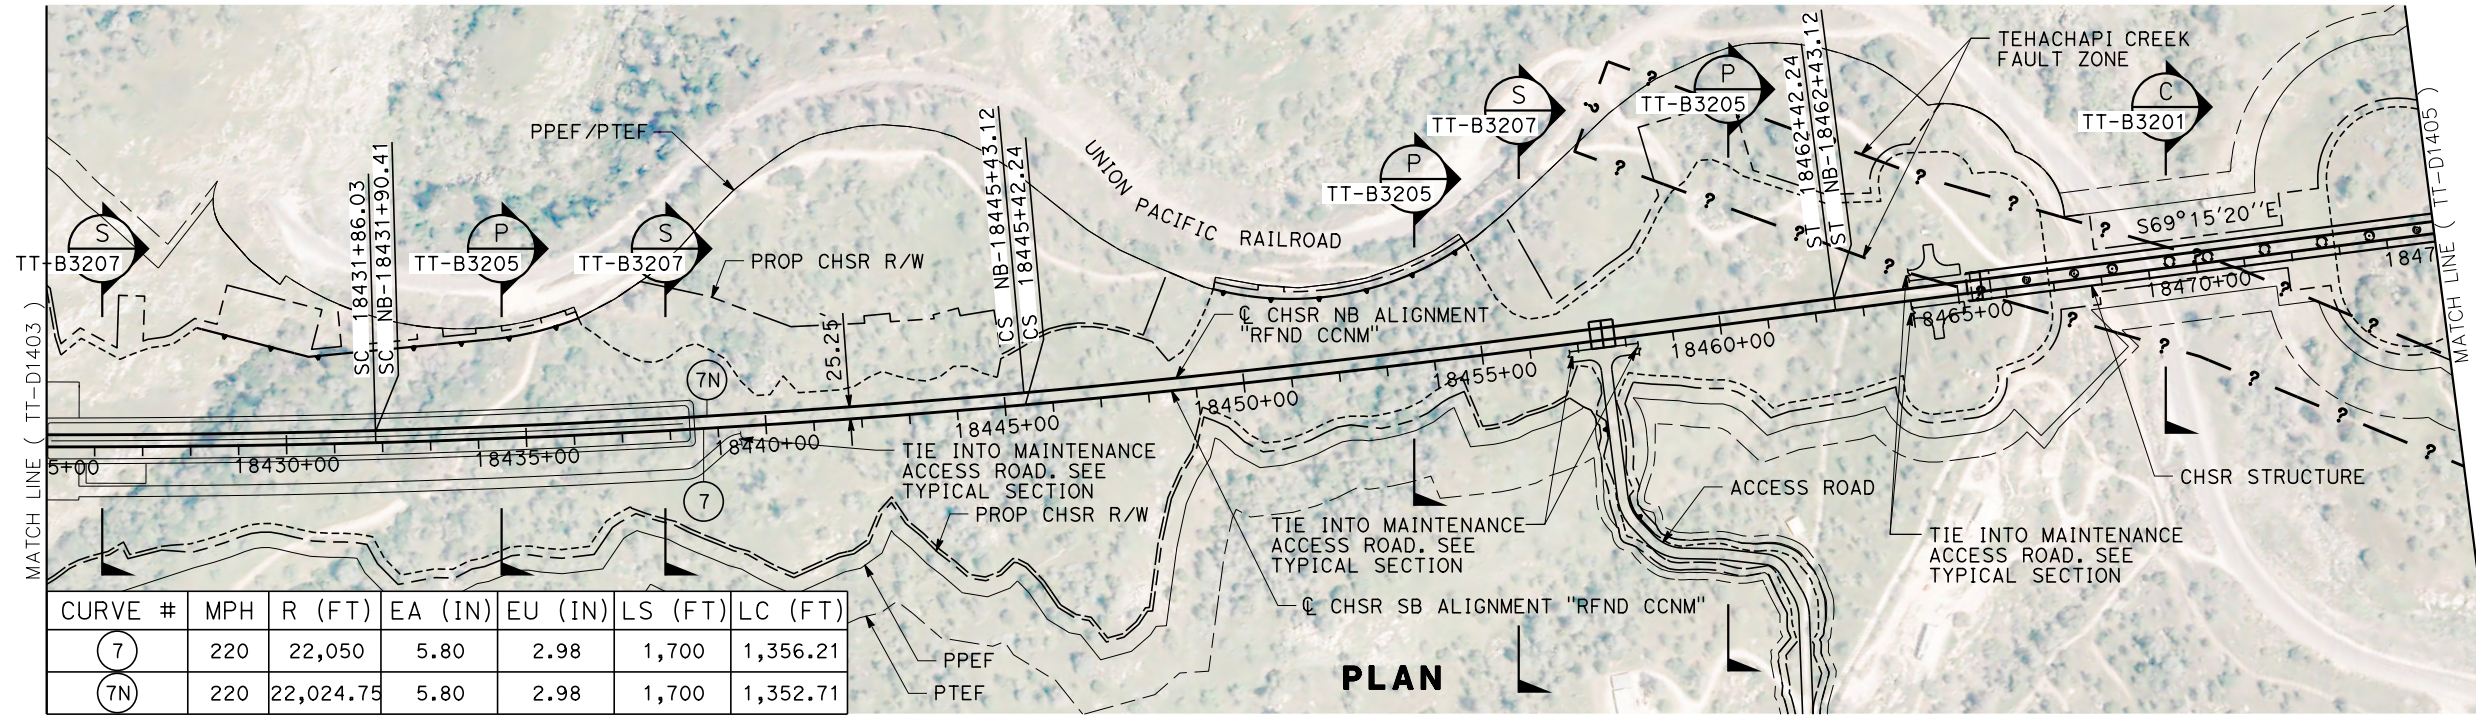 MATCH LINE ( TT-D1403 )
S
TT-B3207
SC 18431+86.03
SC NB-18431+90.41
P
TT-B3205
PPEF/PTEF
S
TT-B3207
PROP CHSR R/W
25.25
CS NB-18445+43.12
CS 18445+42.24
UNION PACIFIC RAILROAD
P
TT-B3205
S
TT-B3207
P
TT-B3205
ST 18462+42.24
ST NB-18462+43.12
TEHACHAPI CREEK
FAULT ZONE
C
TT-B3201
S69°15'20"E
MATCH LINE ( TT-D1405 )
? ? ? ? ? ? ? ? ? ? ? ? ? ? ? ? ? ? ?
℄ CHSR NB ALIGNMENT
"RFND CCNM"
7N
7
5+00
18430+00
18435+00
18440+00
18445+00
18450+00
18455+00
18460+00
18465+00
18470+00
1847
TIE INTO MAINTENANCE
ACCESS ROAD. SEE
TYPICAL SECTION
PROP CHSR R/W
TIE INTO MAINTENANCE
ACCESS ROAD. SEE
TYPICAL SECTION
ACCESS ROAD
TIE INTO MAINTENANCE
ACCESS ROAD. SEE
TYPICAL SECTION
CHSR STRUCTURE
℄ CHSR SB ALIGNMENT "RFND CCNM"
PPEF
PTEF
PLAN
CURVE # MPH R (FT) EA (IN) EU (IN) LS (FT) LC (FT)
7 220 22,050 5.80 2.98 1,700 1,356.21
7N 220 22,024.75 5.80 2.98 1,700 1,352.71